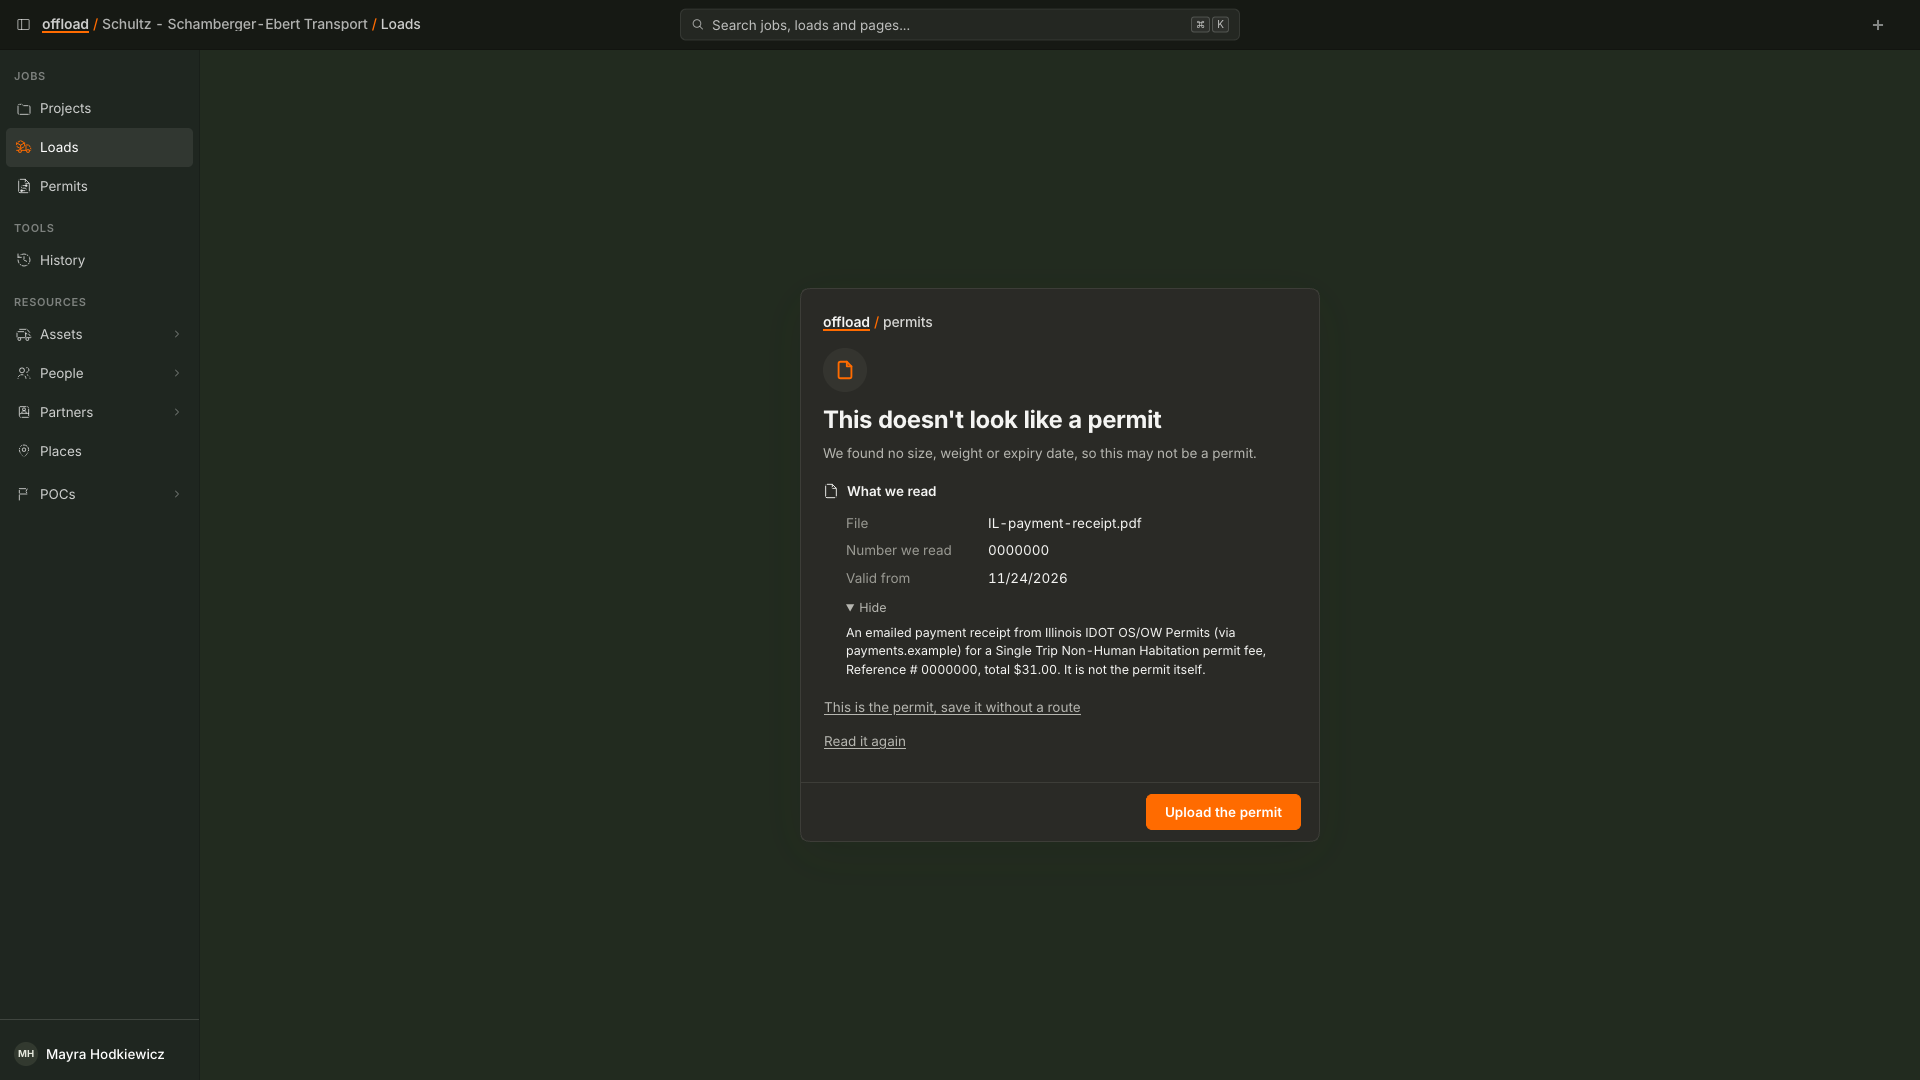 offload / Schultz - Schamberger-Ebert Transport / Loads
Search jobs, loads and pages...
⌘ K
JOBS
Projects
Loads
Permits
TOOLS
History
RESOURCES
Assets
People
Partners
Places
POCs
offload / permits
This doesn't look like a permit
We found no size, weight or expiry date, so this may not be a permit.
What we read
File IL-payment-receipt.pdf
Number we read 0000000
Valid from 11/24/2026
▼ Hide
An emailed payment receipt from Illinois IDOT OS/OW Permits (via
payments.example) for a Single Trip Non-Human Habitation permit fee,
Reference # 0000000, total $31.00. It is not the permit itself.
This is the permit, save it without a route
Read it again
Upload the permit
MH Mayra Hodkiewicz